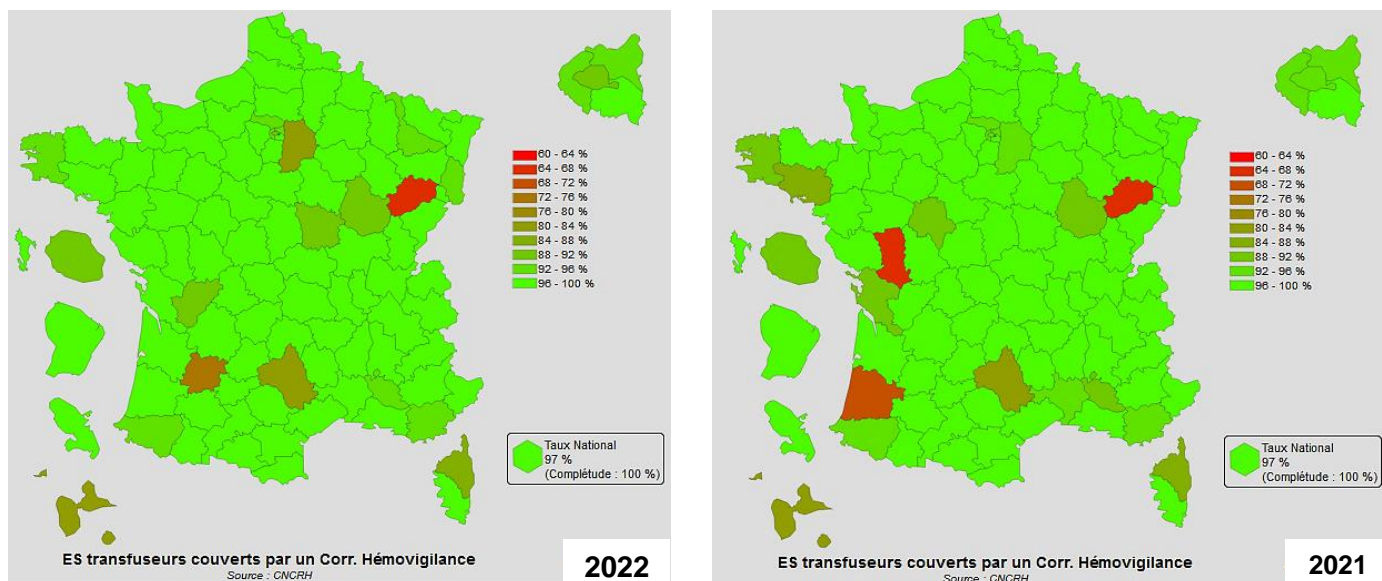 60 - 64 %
64 - 68 %
68 - 72 %
72 - 76 %
76 - 80 %
80 - 84 %
84 - 88 %
88 - 92 %
92 - 96 %
96 - 100 %
Taux National
97 %
(Complétude : 100 %)
ES transfuseurs couverts par un Corr. Hémovigilance
Source : CNCRH
2022
60 - 64 %
64 - 68 %
68 - 72 %
72 - 76 %
76 - 80 %
80 - 84 %
84 - 88 %
88 - 92 %
92 - 96 %
96 - 100 %
Taux National
97 %
(Complétude : 100 %)
ES transfuseurs couverts par un Corr. Hémovigilance
Source : CNCRH
2021